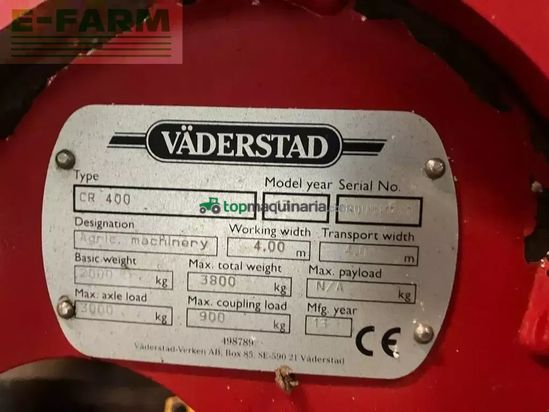 E-FARM
VÄDERSTAD
Type
Model year Serial No.
CR 400
topmaquinaria
Designation
Working width
Transport width
Agric. machinery
4.00 m
m
Basic weight
Max. total weight
Max. payload
kg
3800 kg
N/A kg
Max. axle load
Max. coupling load
Mfg. year
3000 kg
900 kg
CE
498789
Väderstad-Verken AB, Box 85, SE-590 21 Väderstad